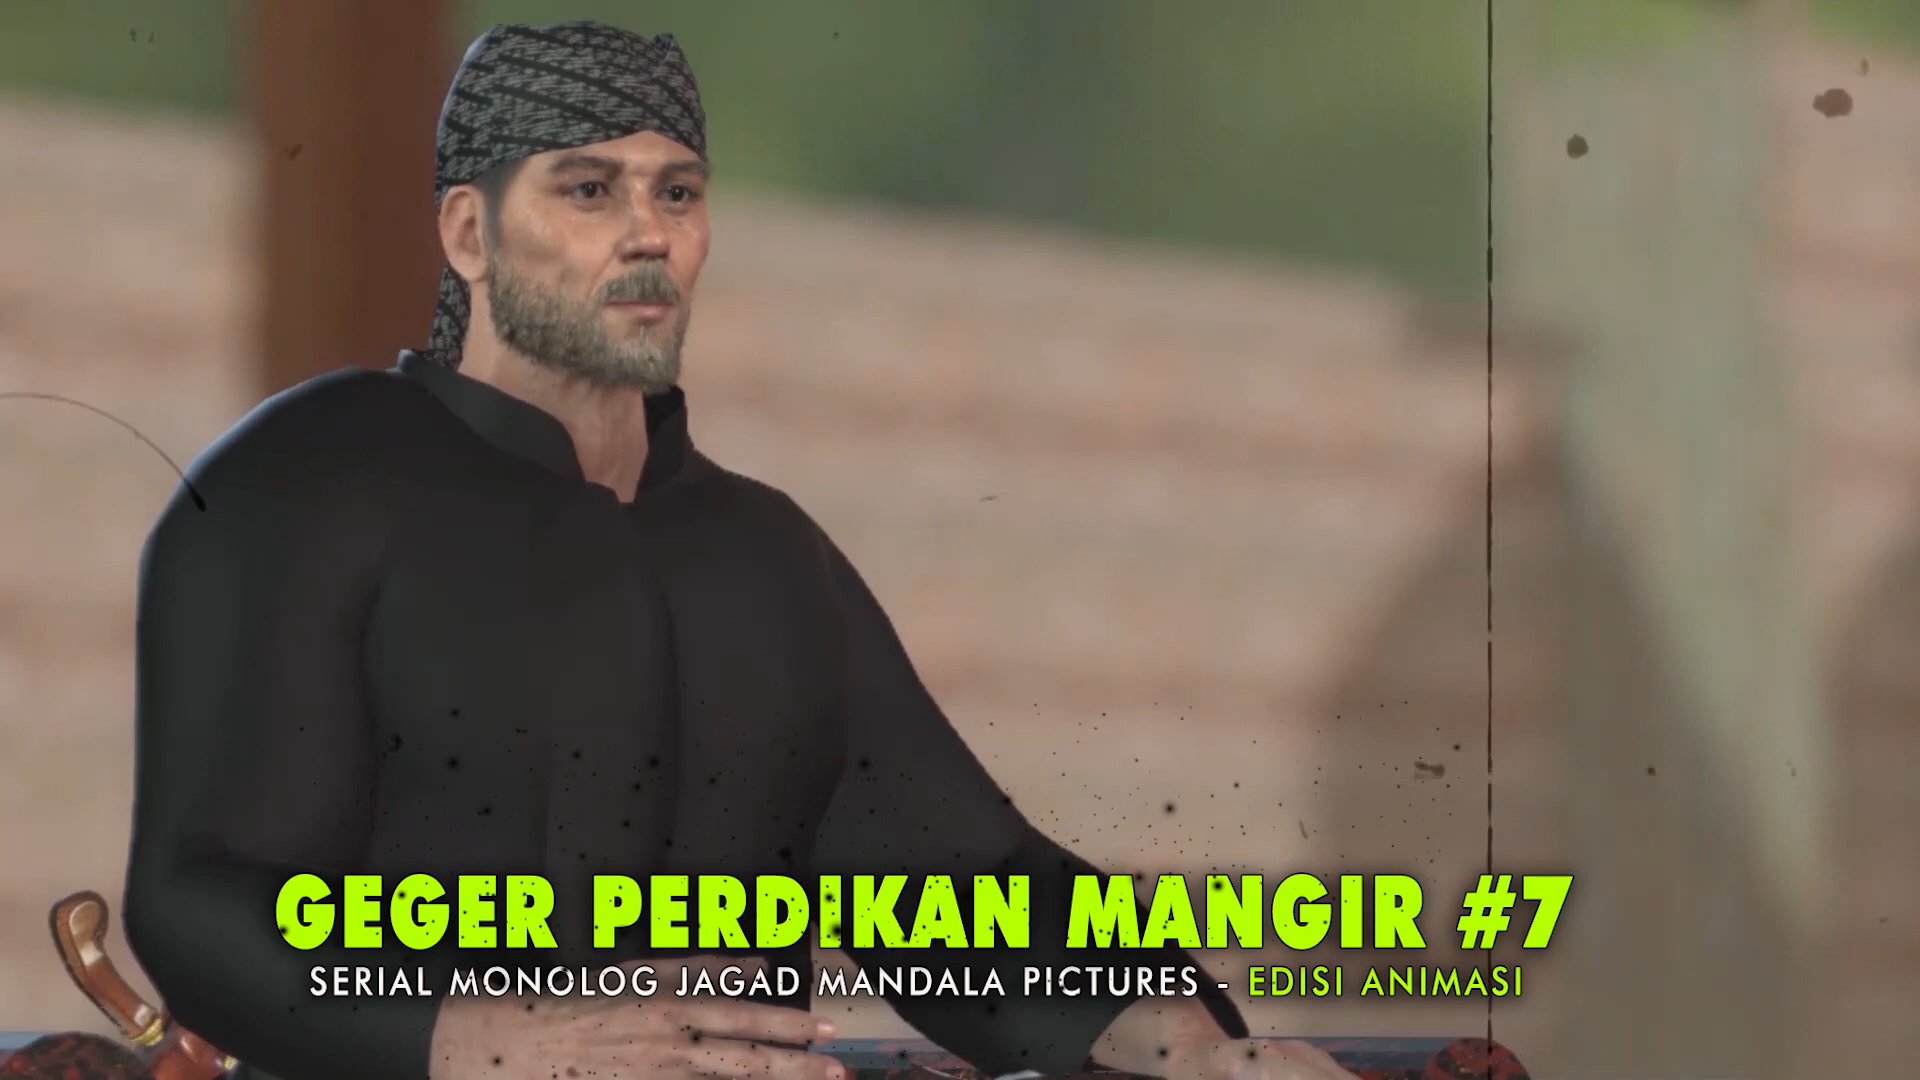 GEGER PERDIKAN MANGIR #7
SERIAL MONOLOG JAGAD MANDALA PICTURES - EDISI ANIMASI